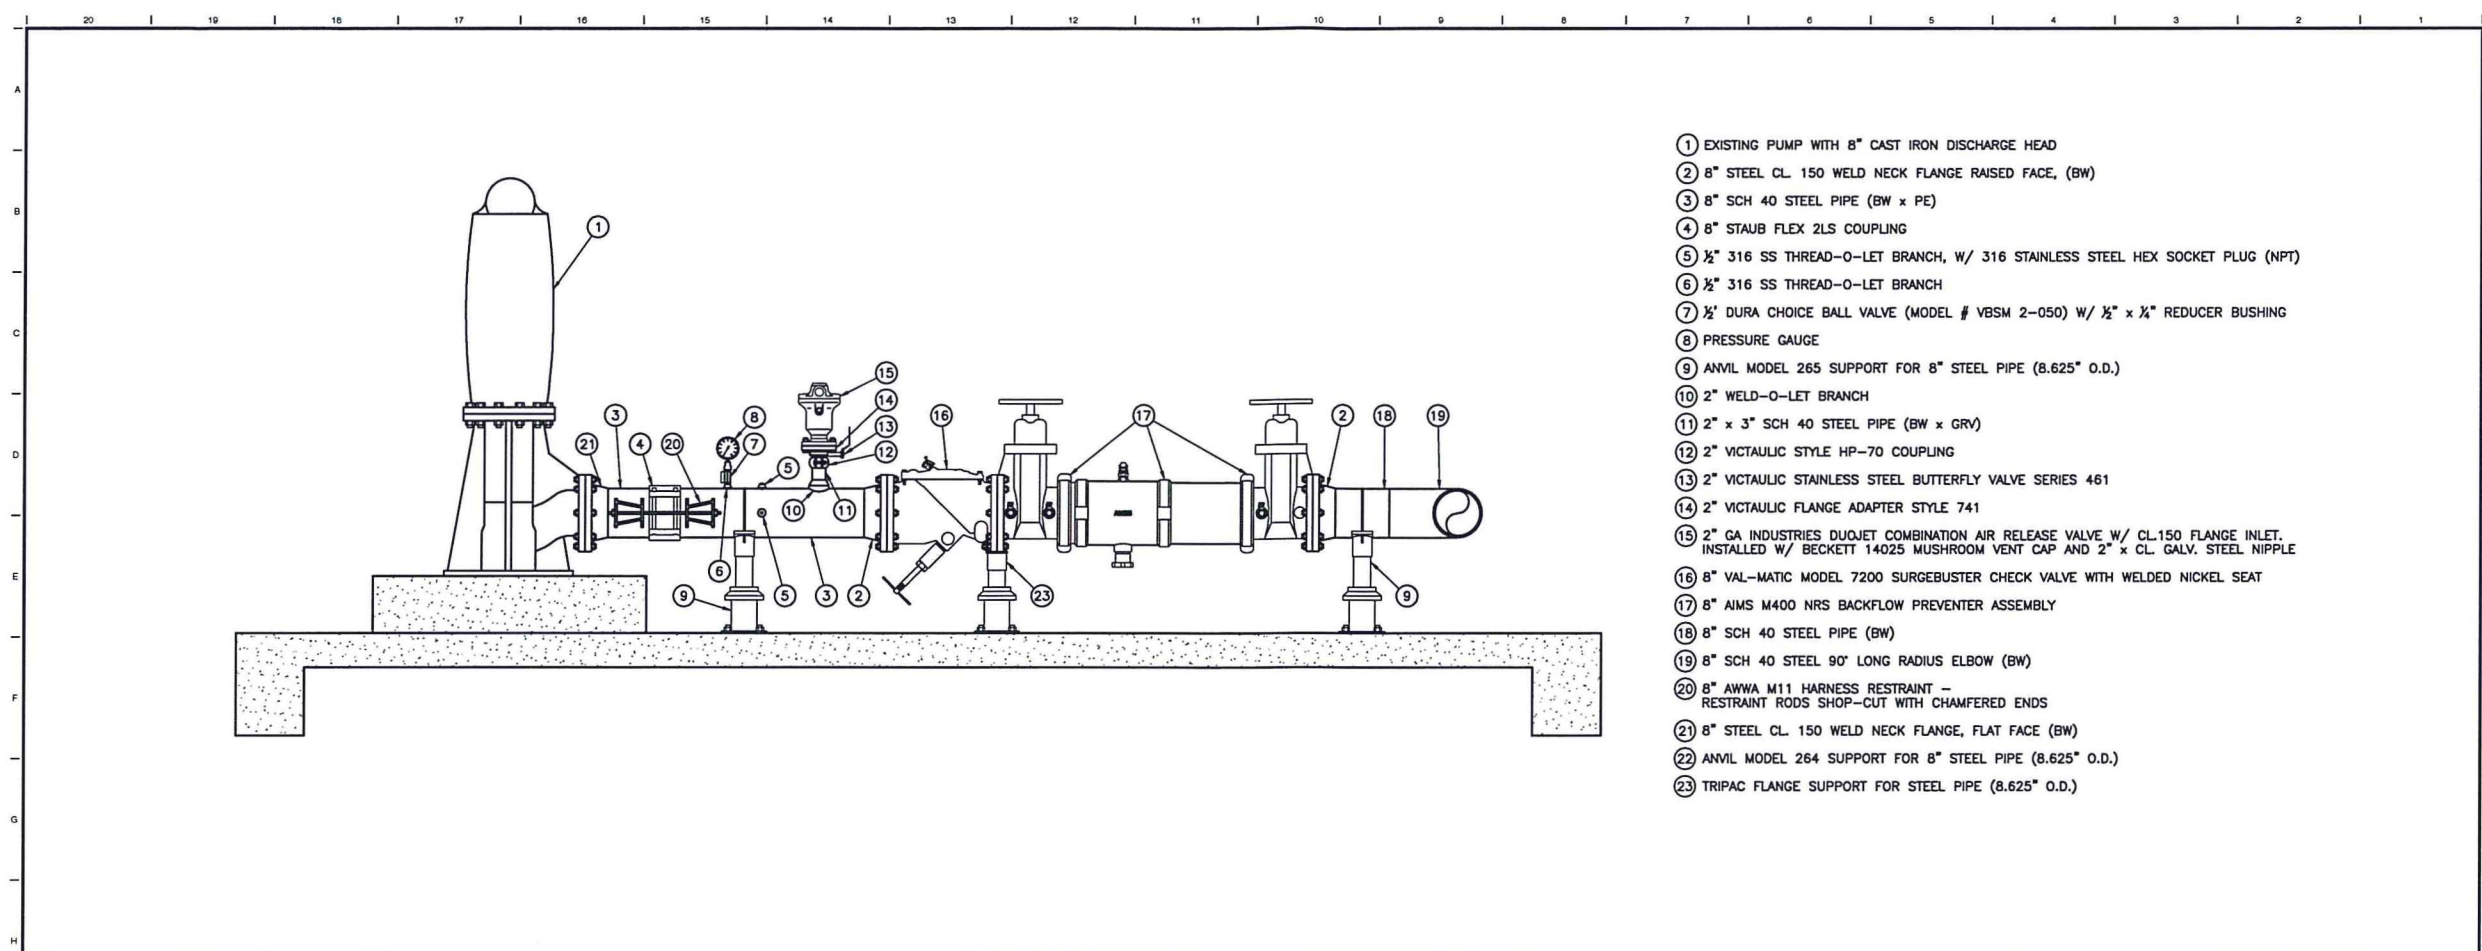 20 19 18 17 16 15 14 13 12 11 10 9 8 7 6 5 4 3 2 1
A
B
C
D
E
F
G
H
① EXISTING PUMP WITH 8" CAST IRON DISCHARGE HEAD
② 8" STEEL CL. 150 WELD NECK FLANGE RAISED FACE, (BW)
③ 8" SCH 40 STEEL PIPE (BW x PE)
④ 8" STAUB FLEX 2LS COUPLING
⑤ ½" 316 SS THREAD-O-LET BRANCH, W/ 316 STAINLESS STEEL HEX SOCKET PLUG (NPT)
⑥ ½" 316 SS THREAD-O-LET BRANCH
⑦ ½' DURA CHOICE BALL VALVE (MODEL # VBSM 2-050) W/ ½" x ¼" REDUCER BUSHING
⑧ PRESSURE GAUGE
⑨ ANVIL MODEL 265 SUPPORT FOR 8" STEEL PIPE (8.625" O.D.)
⑩ 2" WELD-O-LET BRANCH
⑪ 2" x 3" SCH 40 STEEL PIPE (BW x GRV)
⑫ 2" VICTAULIC STYLE HP-70 COUPLING
⑬ 2" VICTAULIC STAINLESS STEEL BUTTERFLY VALVE SERIES 461
⑭ 2" VICTAULIC FLANGE ADAPTER STYLE 741
⑮ 2" GA INDUSTRIES DUOJET COMBINATION AIR RELEASE VALVE W/ CL.150 FLANGE INLET.
INSTALLED W/ BECKETT 14025 MUSHROOM VENT CAP AND 2" x CL. GALV. STEEL NIPPLE
⑯ 8" VAL-MATIC MODEL 7200 SURGEBUSTER CHECK VALVE WITH WELDED NICKEL SEAT
⑰ 8" AIMS M400 NRS BACKFLOW PREVENTER ASSEMBLY
⑱ 8" SCH 40 STEEL PIPE (BW)
⑲ 8" SCH 40 STEEL 90° LONG RADIUS ELBOW (BW)
⑳ 8" AWWA M11 HARNESS RESTRAINT -
RESTRAINT RODS SHOP-CUT WITH CHAMFERED ENDS
㉑ 8" STEEL CL. 150 WELD NECK FLANGE, FLAT FACE (BW)
㉒ ANVIL MODEL 264 SUPPORT FOR 8" STEEL PIPE (8.625" O.D.)
㉓ TRIPAC FLANGE SUPPORT FOR STEEL PIPE (8.625" O.D.)
1
15
14
13
12
3 4 20 8 16 17 2 18 19
21 7 5
10 11
6
9 5 3 2 23 9